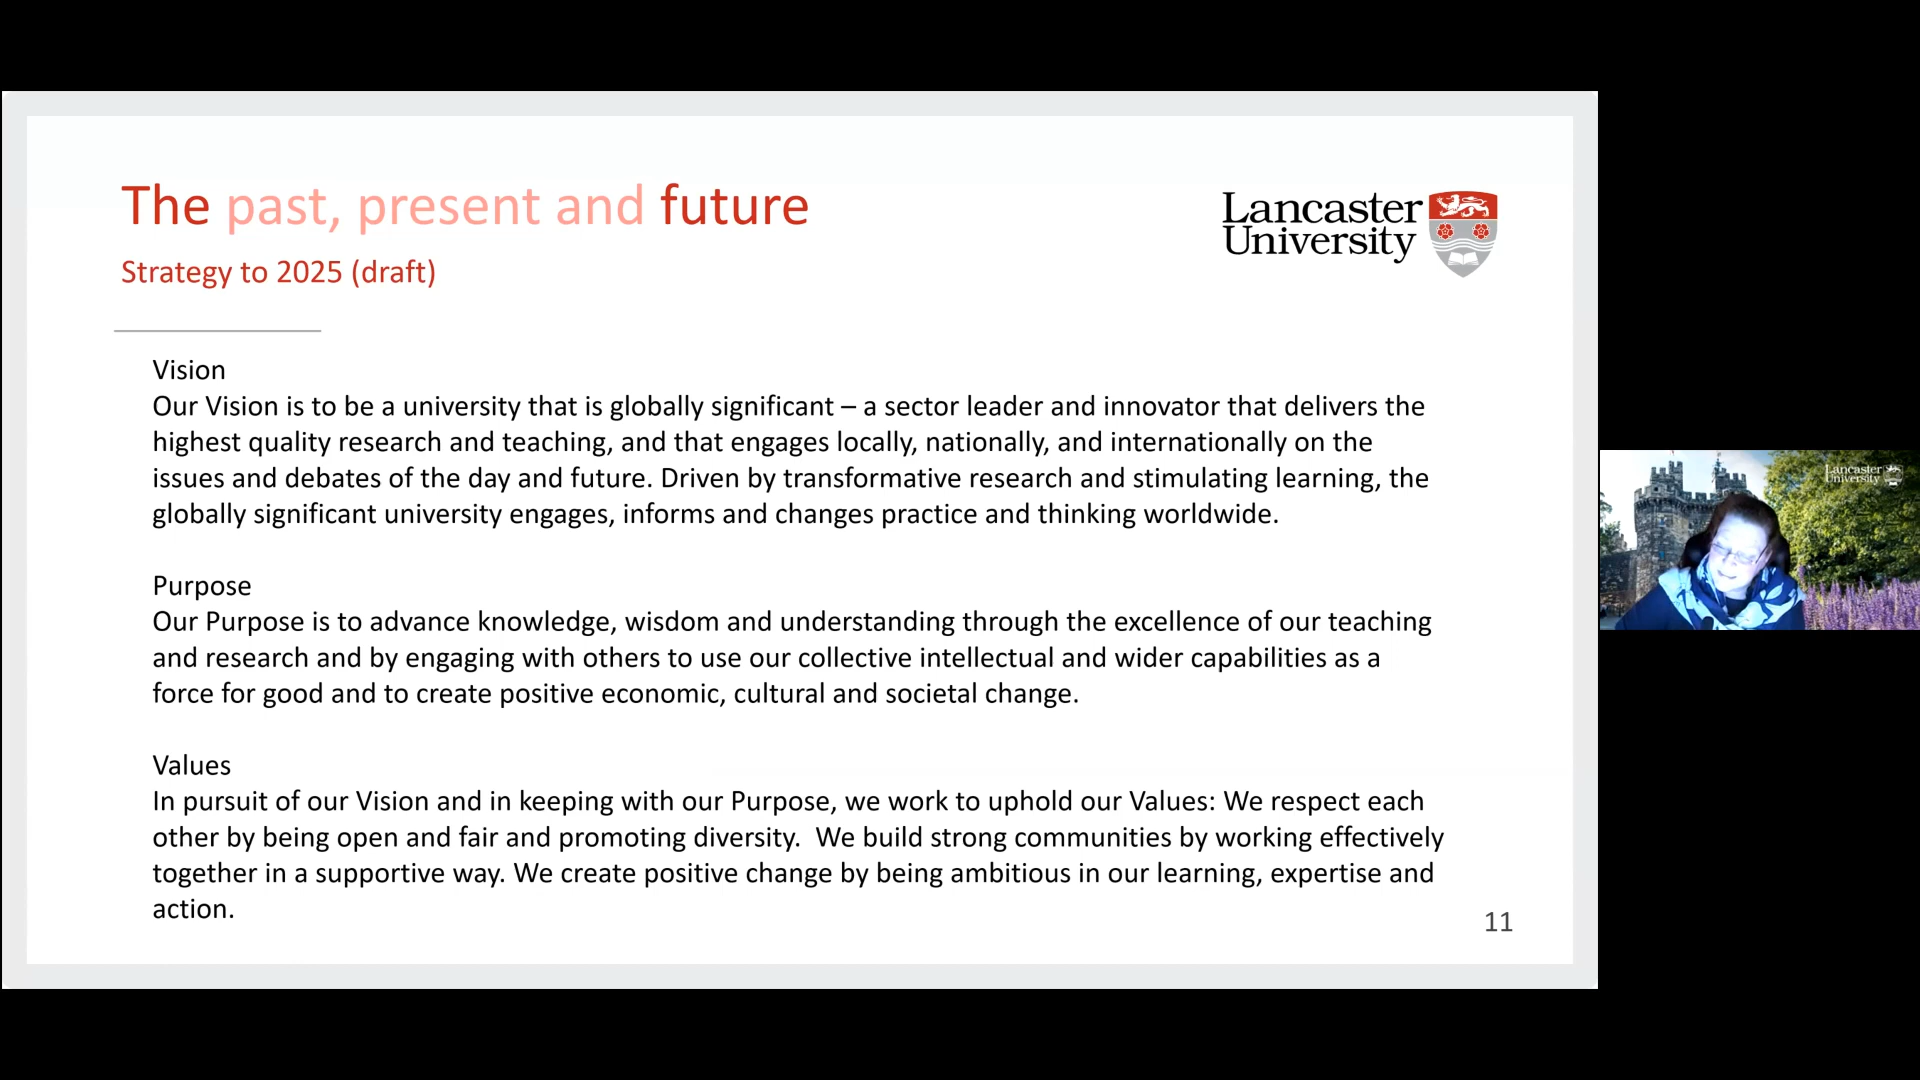 The past, present and future
Strategy to 2025 (draft)
Lancaster
University
Vision
Our Vision is to be a university that is globally significant – a sector leader and innovator that delivers the
highest quality research and teaching, and that engages locally, nationally, and internationally on the
issues and debates of the day and future. Driven by transformative research and stimulating learning, the
globally significant university engages, informs and changes practice and thinking worldwide.
Purpose
Our Purpose is to advance knowledge, wisdom and understanding through the excellence of our teaching
and research and by engaging with others to use our collective intellectual and wider capabilities as a
force for good and to create positive economic, cultural and societal change.
Values
In pursuit of our Vision and in keeping with our Purpose, we work to uphold our Values: We respect each
other by being open and fair and promoting diversity.  We build strong communities by working effectively
together in a supportive way. We create positive change by being ambitious in our learning, expertise and
action.
11
Lancaster
University